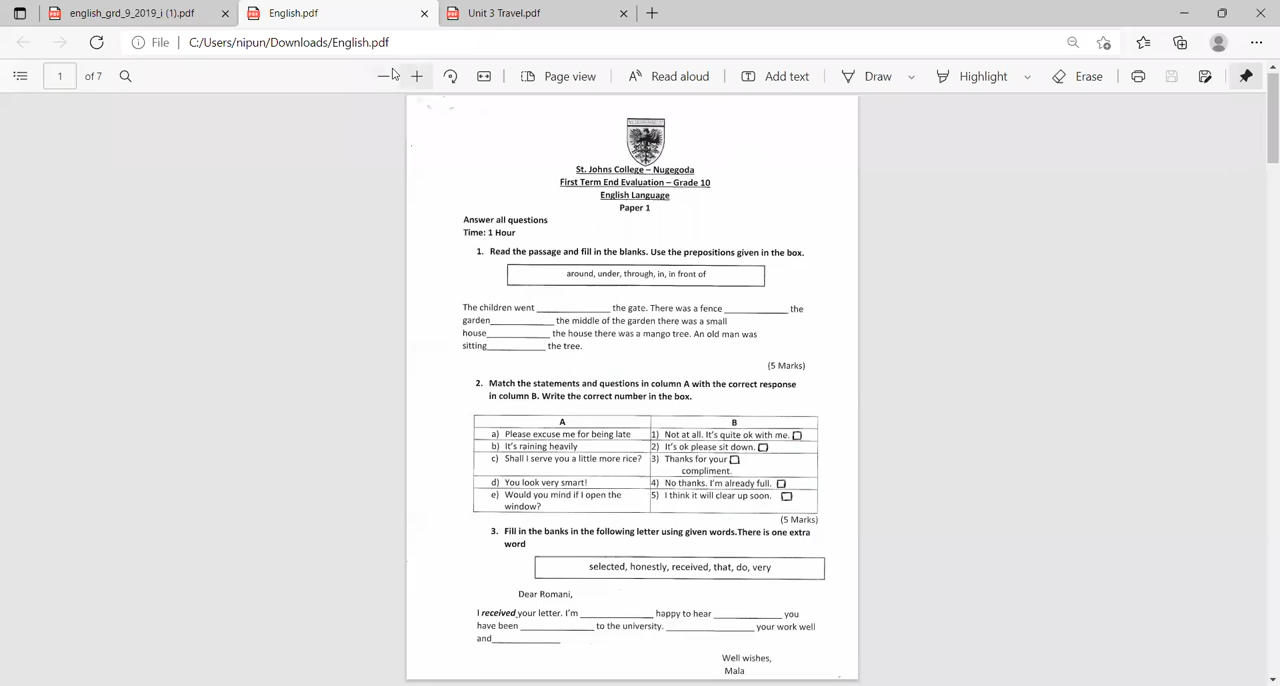 english_grd_9_2019_i (1).pdf
English.pdf
Unit 3 Travel.pdf
File
C:/Users/nipun/Downloads/English.pdf
1 of 7
Page view
Read aloud
Add text
Draw
Highlight
Erase
St. Johns College – Nugegoda
First Term End Evaluation – Grade 10
English Language
Paper 1
Answer all questions
Time: 1 Hour
1. Read the passage and fill in the blanks. Use the prepositions given in the box.
around, under, through, in, in front of
The children went ______________ the gate. There was a fence ____________ the
garden____________ the middle of the garden there was a small
house____________ the house there was a mango tree. An old man was
sitting___________ the tree.
(5 Marks)
2. Match the statements and questions in column A with the correct response
in column B. Write the correct number in the box.
A B
a) Please excuse me for being late 1) Not at all. It's quite ok with me.
b) It's raining heavily 2) It's ok please sit down.
c) Shall I serve you a little more rice? 3) Thanks for your
compliment.
d) You look very smart! 4) No thanks. I'm already full.
e) Would you mind if I open the 5) I think it will clear up soon.
window?
(5 Marks)
3. Fill in the banks in the following letter using given words.There is one extra
word
selected, honestly, received, that, do, very
Dear Romani,
I received your letter. I'm ______________ happy to hear _____________ you
have been ______________ to the university. _________________ your work well
and_____________
Well wishes,
Mala